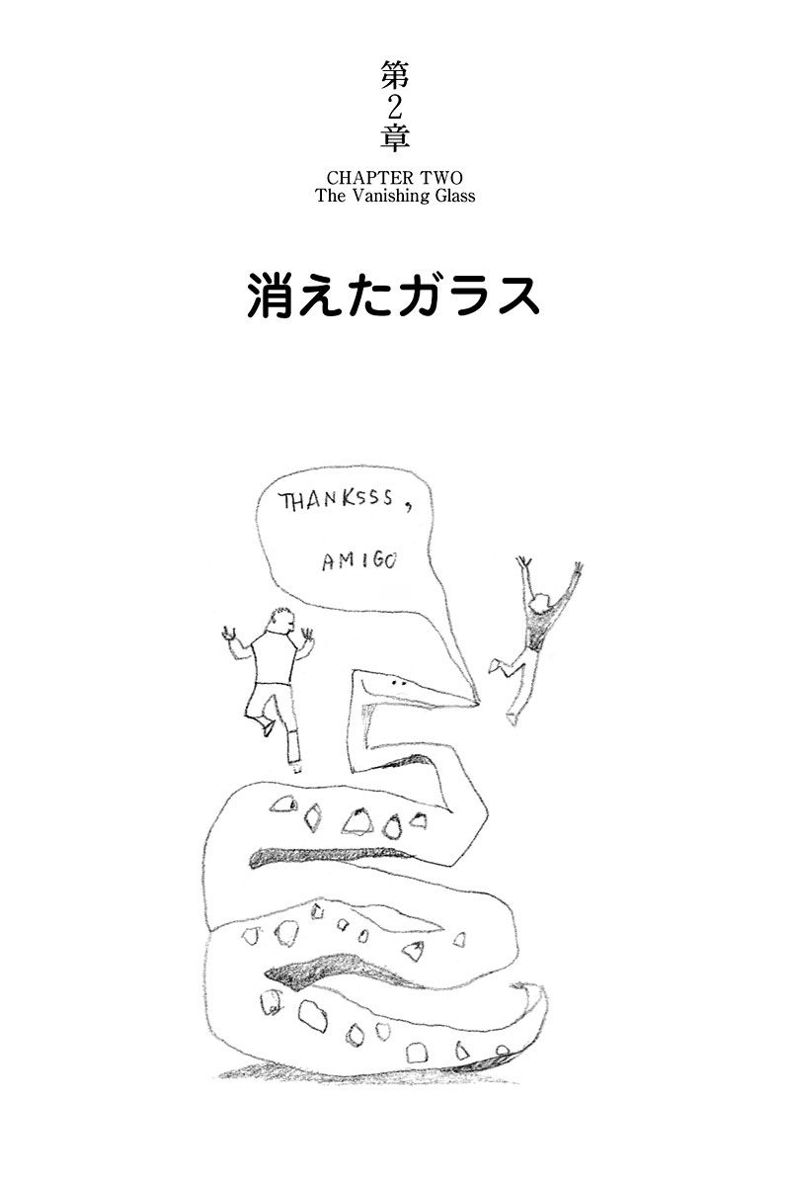 第2章
CHAPTER TWO
The Vanishing Glass
消えたガラス
THANKSSS,
AMIGO